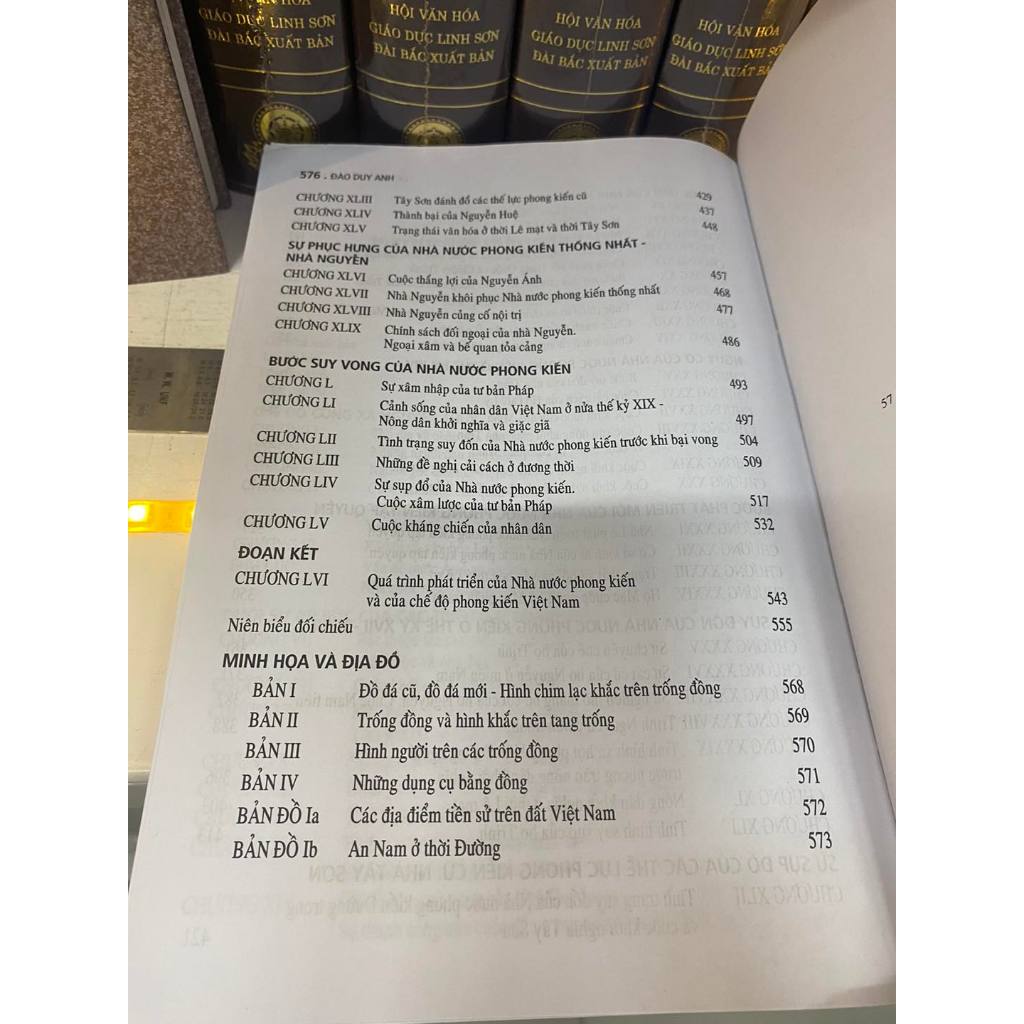 HỘI VĂN HÓA
GIÁO DỤC LINH SƠN
ĐÀI BẮC XUẤT BẢN
HỘI VĂN HÓA
GIÁO DỤC LINH SƠN
ĐÀI BẮC XUẤT BẢN
HỘI VĂN HÓA
GIÁO DỤC LINH SƠN
ĐÀI BẮC XUẤT BẢN
HỘI VĂN HÓA
GIÁO DỤC LINH SƠN
ĐÀI BẮC XUẤT BẢN
576 . ĐÀO DUY ANH
CHƯƠNG XLIII Tây Sơn đánh đổ các thế lực phong kiến cũ 429
CHƯƠNG XLIV Thành bại của Nguyễn Huệ 437
CHƯƠNG XLV Trạng thái văn hóa ở thời Lê mạt và thời Tây Sơn 448
SỰ PHỤC HƯNG CỦA NHÀ NƯỚC PHONG KIẾN THỐNG NHẤT -
NHÀ NGUYỄN
CHƯƠNG XLVI Cuộc thắng lợi của Nguyễn Ánh 457
CHƯƠNG XLVII Nhà Nguyễn khôi phục Nhà nước phong kiến thống nhất 468
CHƯƠNG XLVIII Nhà Nguyễn củng cố nội trị 477
CHƯƠNG XLIX Chính sách đối ngoại của nhà Nguyễn.
Ngoại xâm và bế quan tỏa cảng 486
BƯỚC SUY VONG CỦA NHÀ NƯỚC PHONG KIẾN
CHƯƠNG L Sự xâm nhập của tư bản Pháp 493
CHƯƠNG LI Cảnh sống của nhân dân Việt Nam ở nửa thế kỷ XIX -
Nông dân khởi nghĩa và giặc giã 497
CHƯƠNG LII Tình trạng suy đốn của Nhà nước phong kiến trước khi bại vong 504
CHƯƠNG LIII Những đề nghị cải cách ở đương thời 509
CHƯƠNG LIV Sự sụp đổ của Nhà nước phong kiến.
Cuộc xâm lược của tư bản Pháp 517
CHƯƠNG LV Cuộc kháng chiến của nhân dân 532
ĐOẠN KẾT
CHƯƠNG LVI Quá trình phát triển của Nhà nước phong kiến
và của chế độ phong kiến Việt Nam 543
Niên biểu đối chiếu 555
MINH HỌA VÀ ĐỊA ĐỒ
BẢN I Đồ đá cũ, đồ đá mới - Hình chim lạc khắc trên trống đồng 568
BẢN II Trống đồng và hình khắc trên tang trống 569
BẢN III Hình người trên các trống đồng 570
BẢN IV Những dụng cụ bằng đồng 571
BẢN ĐỒ Ia Các địa điểm tiền sử trên đất Việt Nam 572
BẢN ĐỒ Ib An Nam ở thời Đường 573
57